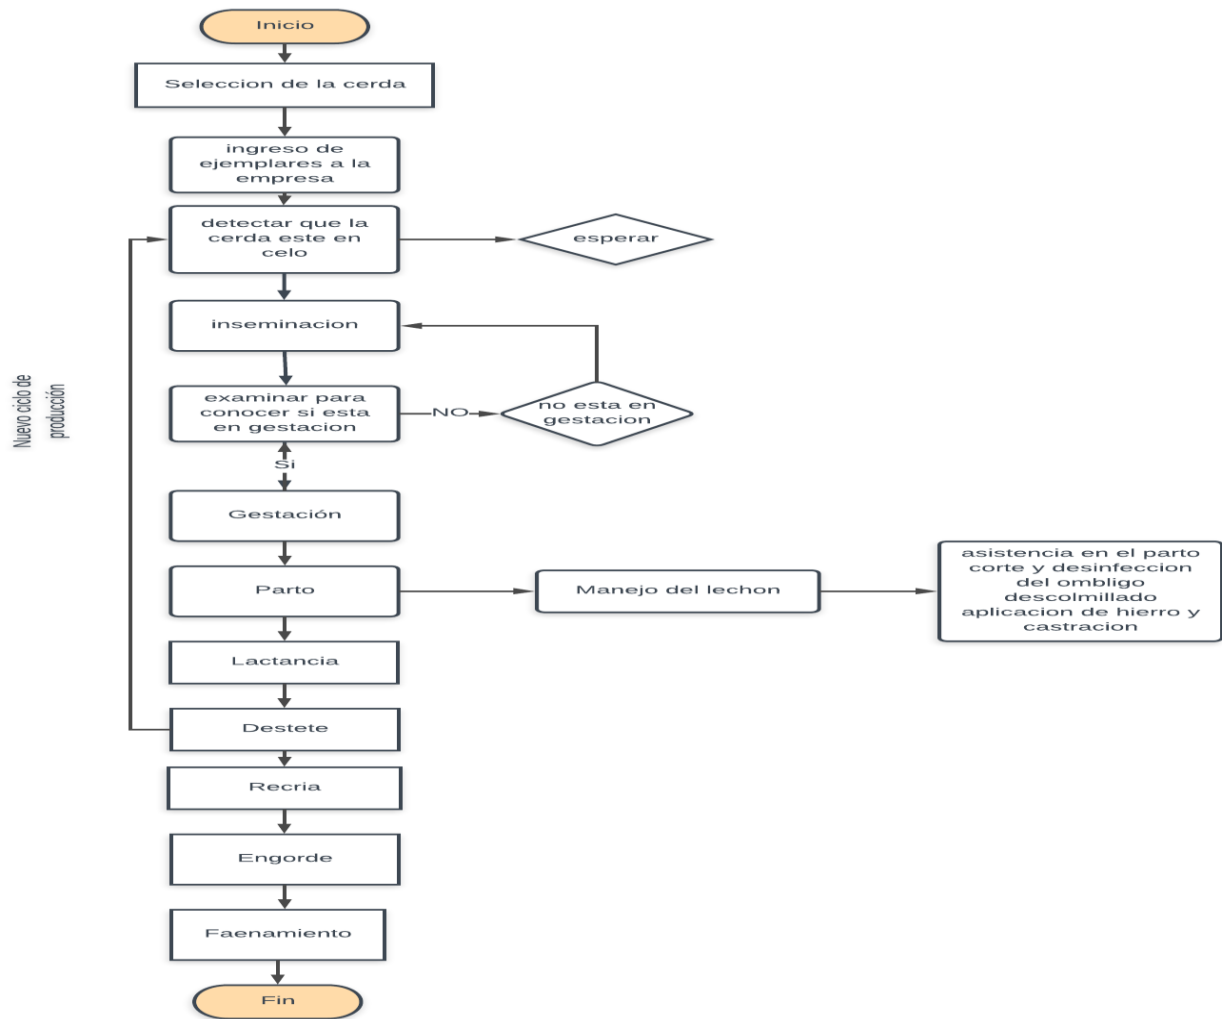 Inicio
Seleccion de la cerda
ingreso de
ejemplares a la
empresa
detectar que la
cerda este en
celo
esperar
inseminacion
Nuevo ciclo de
producción
examinar para
conocer si esta
en gestacion
NO
no esta en
gestacion
Si
Gestación
Parto
Manejo del lechon
asistencia en el parto
corte y desinfeccion
del ombligo
descolmillado
aplicacion de hierro y
castracion
Lactancia
Destete
Recria
Engorde
Faenamiento
Fin